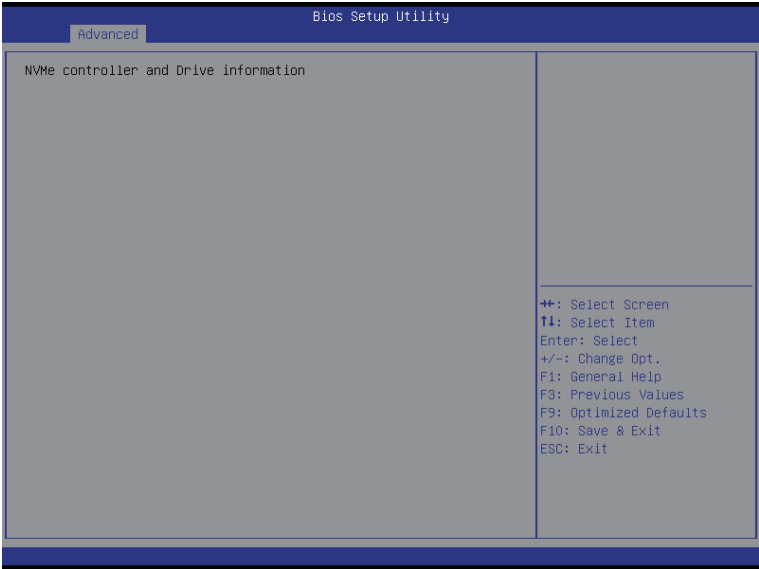 Bios Setup Utility
Advanced
NVMe controller and Drive information
→←: Select Screen
↑↓: Select Item
Enter: Select
+/-: Change Opt.
F1: General Help
F3: Previous Values
F9: Optimized Defaults
F10: Save & Exit
ESC: Exit